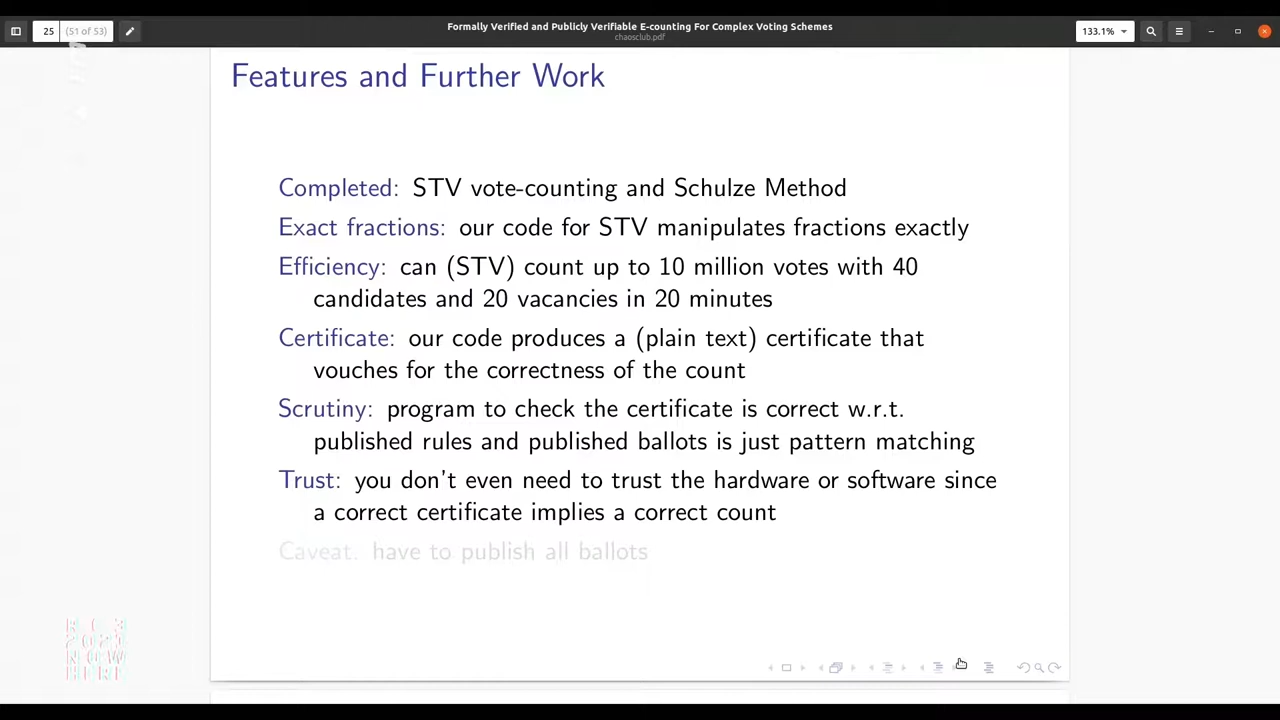 Formally Verified and Publicly Verifiable E-counting For Complex Voting Schemes
chaosclub.pdf
25 (51 of 53)
133.1%
Features and Further Work
Completed: STV vote-counting and Schulze Method
Exact fractions: our code for STV manipulates fractions exactly
Efficiency: can (STV) count up to 10 million votes with 40
candidates and 20 vacancies in 20 minutes
Certificate: our code produces a (plain text) certificate that
vouches for the correctness of the count
Scrutiny: program to check the certificate is correct w.r.t.
published rules and published ballots is just pattern matching
Trust: you don't even need to trust the hardware or software since
a correct certificate implies a correct count
Caveat. have to publish all ballots